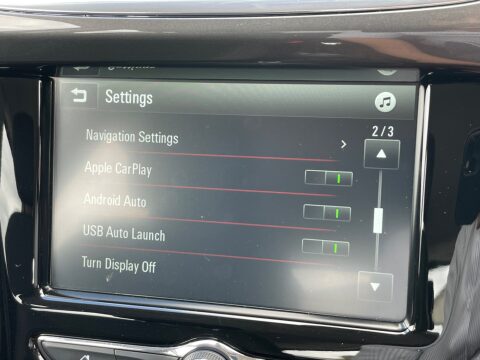 Settings
2/3
Navigation Settings
Apple CarPlay
Android Auto
USB Auto Launch
Turn Display Off